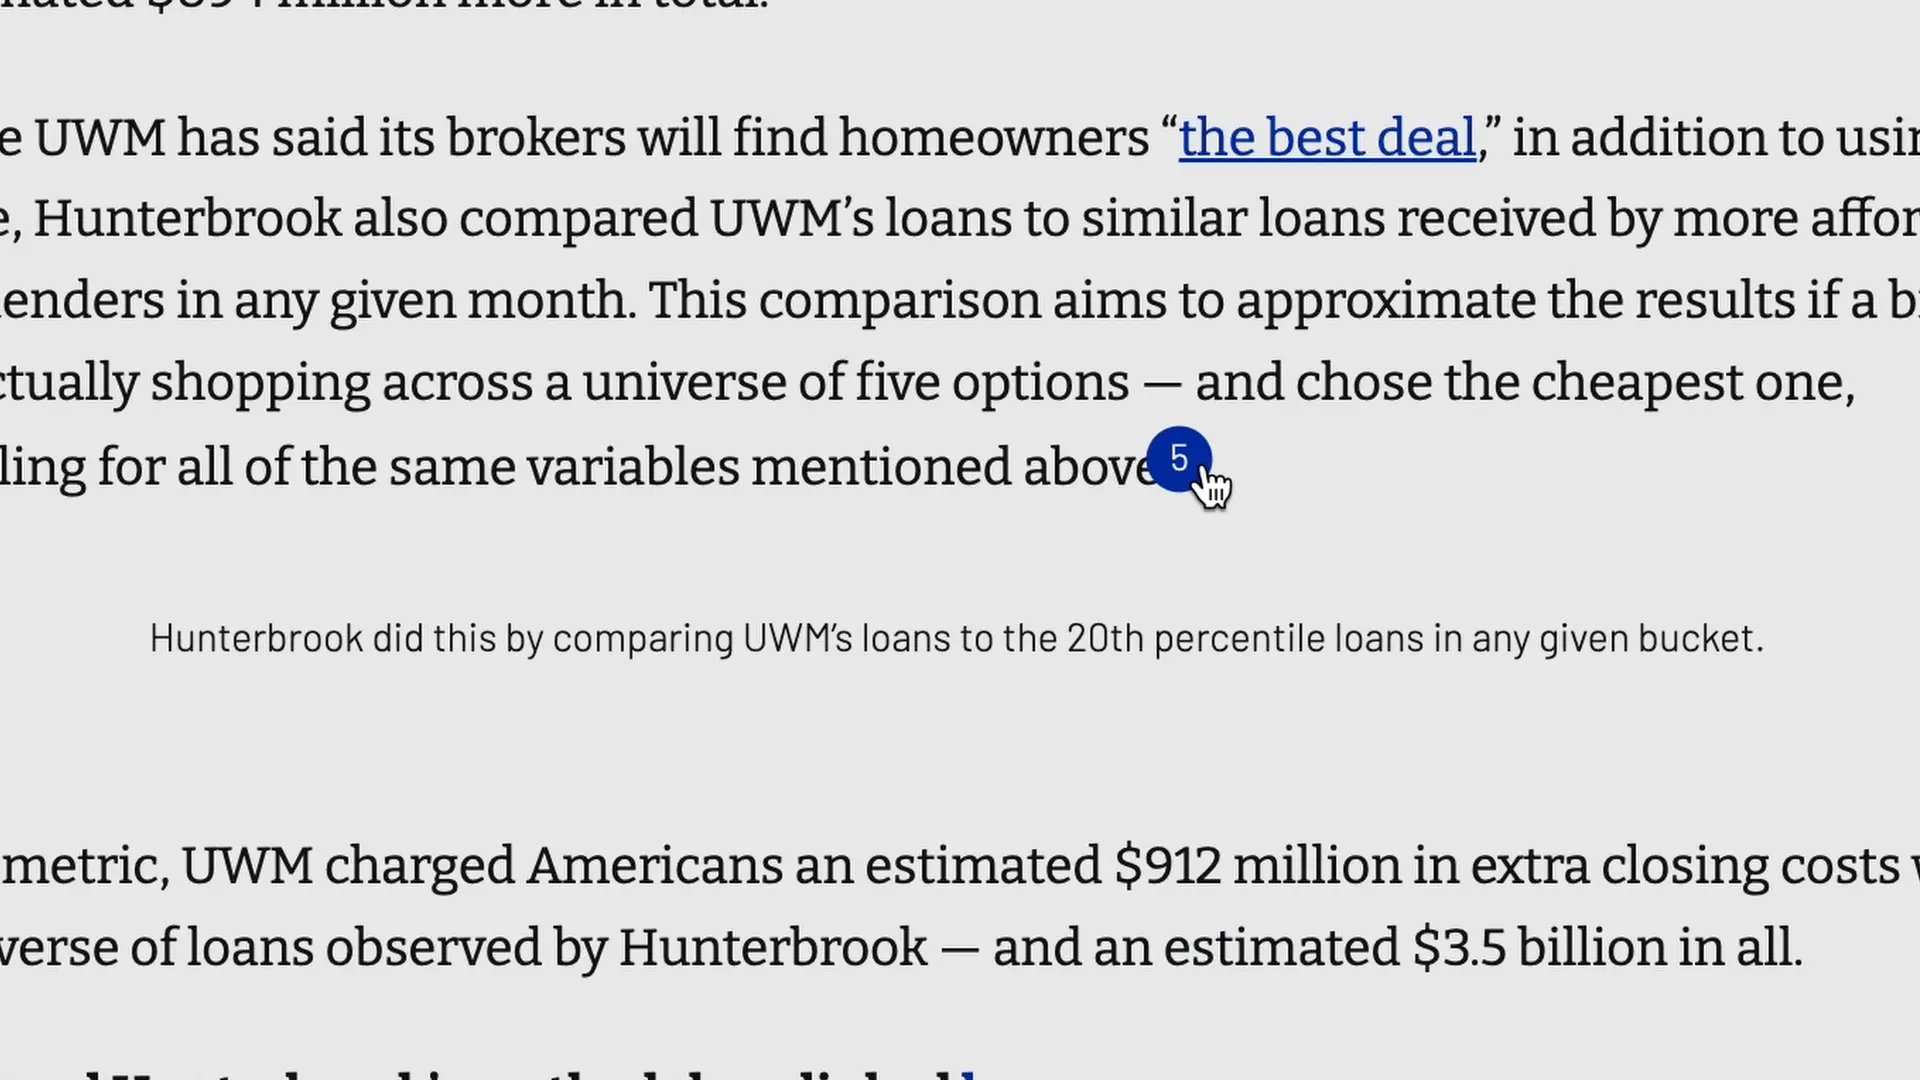 million more in total.
e UWM has said its brokers will find homeowners “the best deal,” in addition to
e, Hunterbrook also compared UWM’s loans to similar loans received by more
enders in any given month. This comparison aims to approximate the results if a
ctually shopping across a universe of five options — and chose the cheapest one,
ling for all of the same variables mentioned above 5
Hunterbrook did this by comparing UWM’s loans to the 20th percentile loans in any given bucket.
metric, UWM charged Americans an estimated $912 million in extra closing costs
verse of loans observed by Hunterbrook — and an estimated $3.5 billion in all.